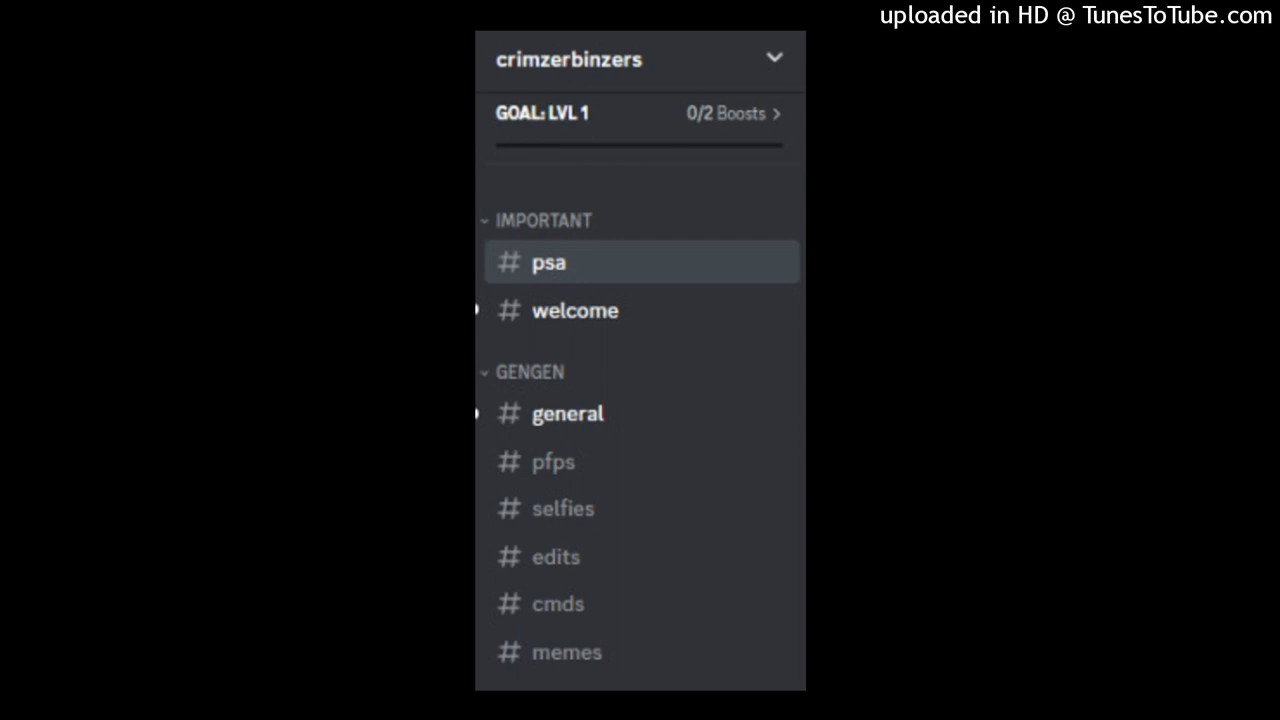 uploaded in HD @ TunesToTube.com
crimzerbinzers
GOAL: LVL 1 0/2 Boosts >
IMPORTANT
# psa
# welcome
GENGEN
# general
# pfps
# selfies
# edits
# cmds
# memes